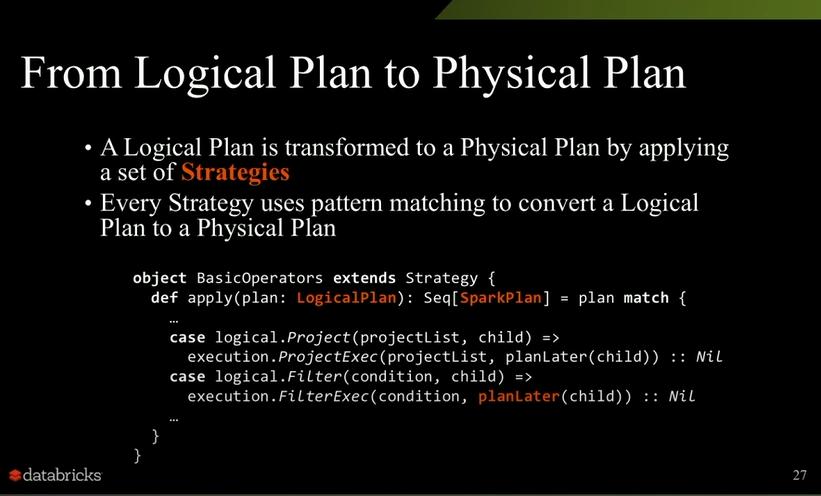 From Logical Plan to Physical Plan
• A Logical Plan is transformed to a Physical Plan by applying
a set of Strategies
• Every Strategy uses pattern matching to convert a Logical
Plan to a Physical Plan
object BasicOperators extends Strategy {
def apply(plan: LogicalPlan): Seq[SparkPlan] = plan match {
…
case logical.Project(projectList, child) =>
execution.ProjectExec(projectList, planLater(child)) :: Nil
case logical.Filter(condition, child) =>
execution.FilterExec(condition, planLater(child)) :: Nil
…
}
}
databricks
27